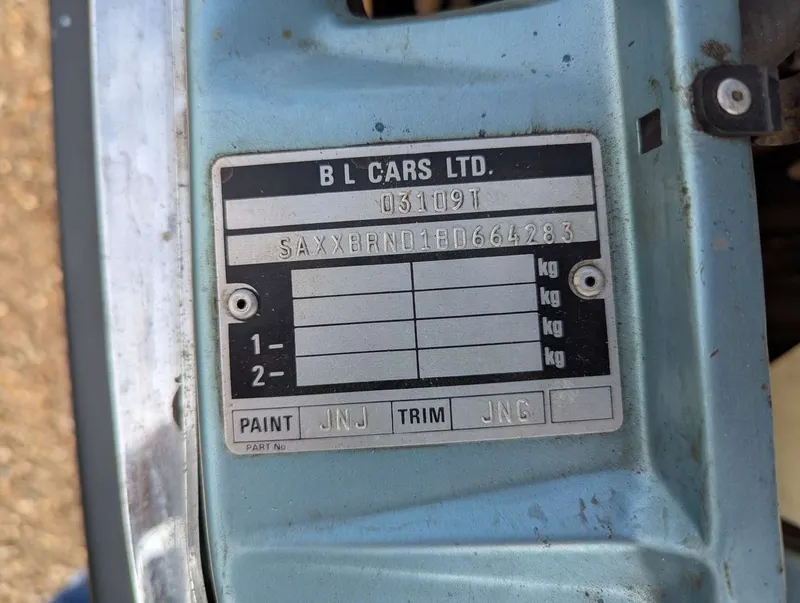 B L CARS LTD.
03109T
SAXXBRND1BD664283
kg
kg
1- kg
2- kg
PAINT JNJ TRIM JNG
PART No